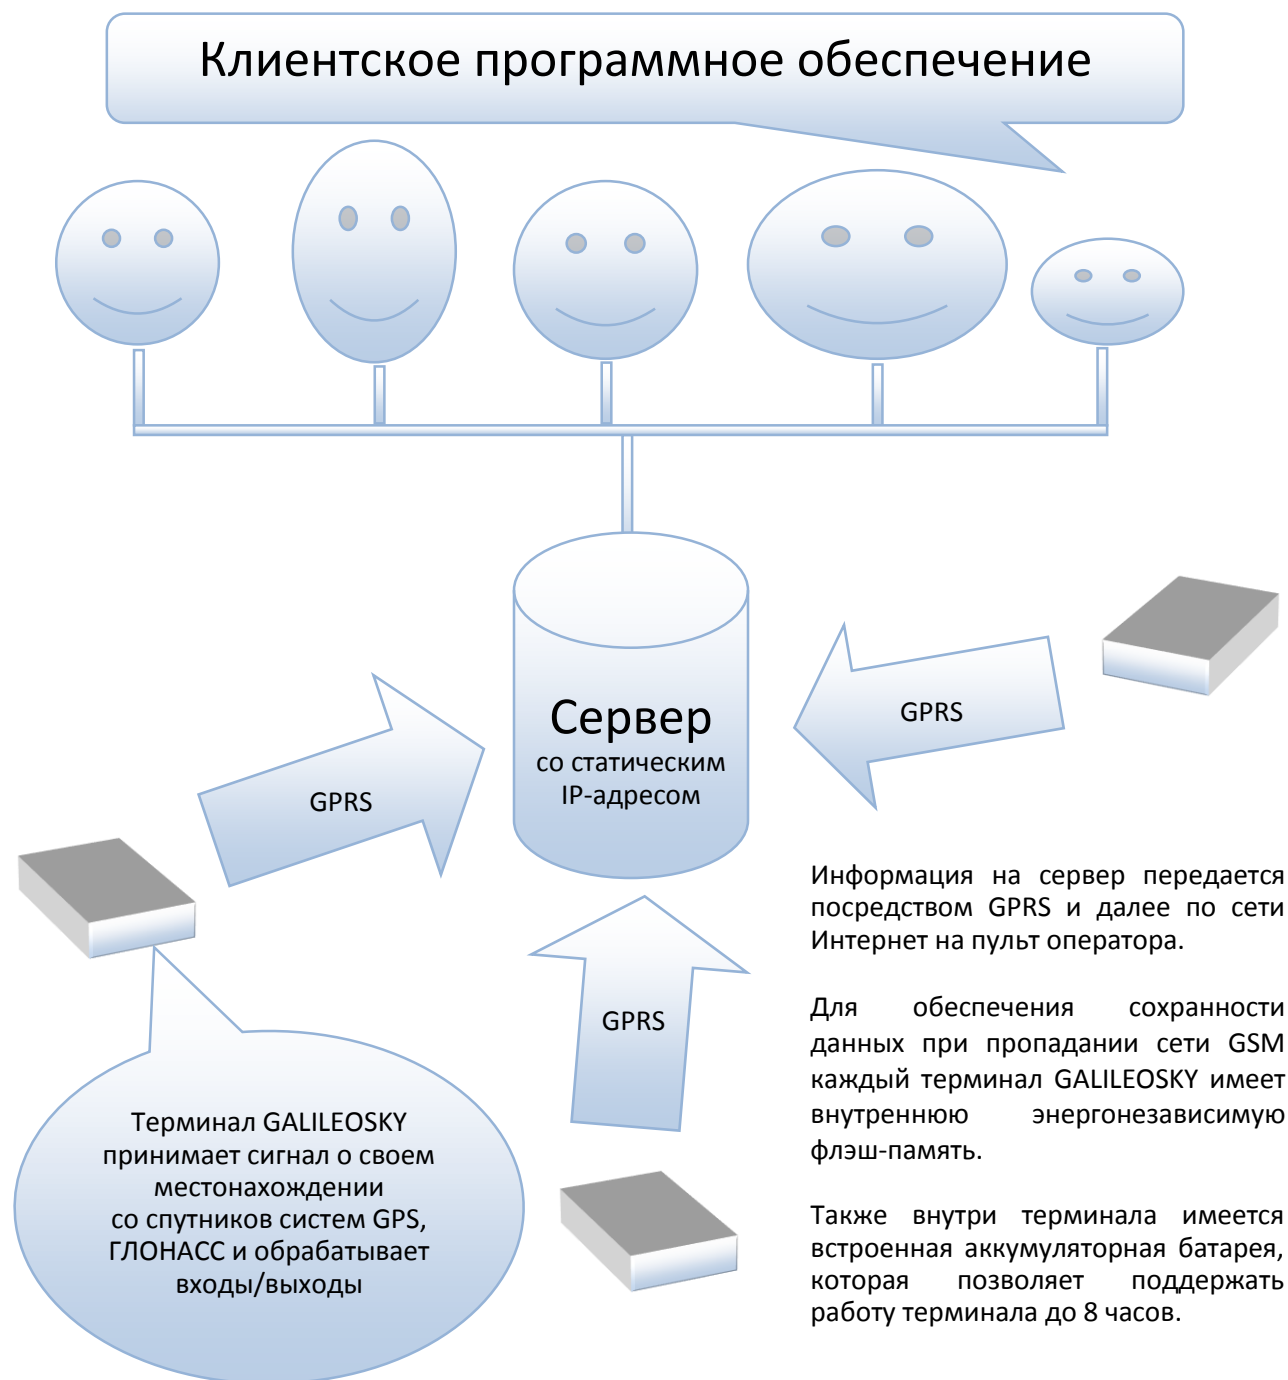 Клиентское программное обеспечение
Сервер
со статическим
IP-адресом
GPRS
GPRS
GPRS
Терминал GALILEOSKY
принимает сигнал о своем
местонахождении
со спутников систем GPS,
ГЛОНАСС и обрабатывает
входы/выходы
Информация на сервер передается
посредством GPRS и далее по сети
Интернет на пульт оператора.
Для обеспечения сохранности
данных при пропадании сети GSM
каждый терминал GALILEOSKY имеет
внутреннюю энергонезависимую
флэш-память.
Также внутри терминала имеется
встроенная аккумуляторная батарея,
которая позволяет поддержать
работу терминала до 8 часов.